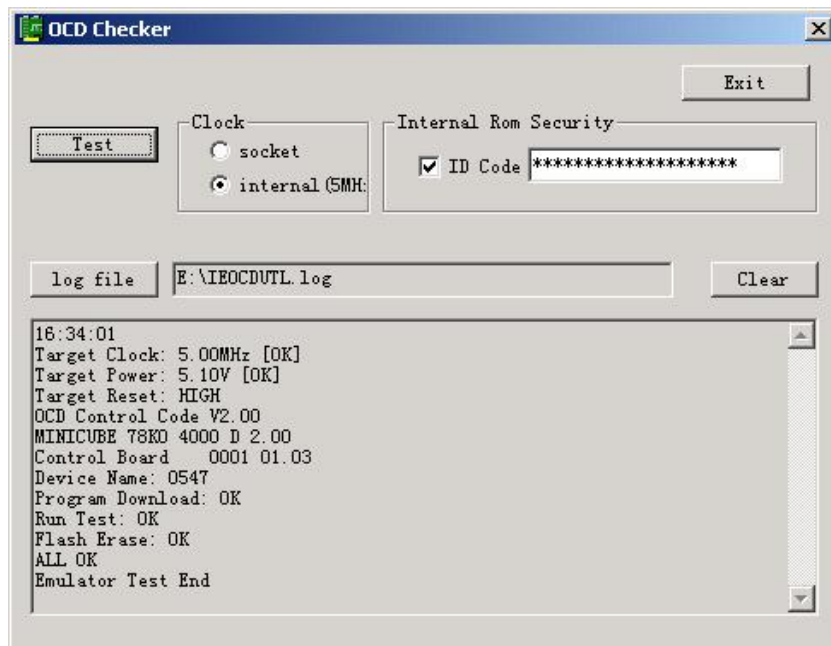 OCD Checker
Exit
Test
Clock
socket
internal (5MH:
Internal Rom Security
ID Code ********************
log file
E:\IEOCDUTL.log
Clear
16:34:01
Target Clock: 5.00MHz [OK]
Target Power: 5.10V [OK]
Target Reset: HIGH
OCD Control Code V2.00
MINICUBE 78K0 4000 D 2.00
Control Board   0001 01.03
Device Name: 0547
Program Download: OK
Run Test: OK
Flash Erase: OK
ALL OK
Emulator Test End